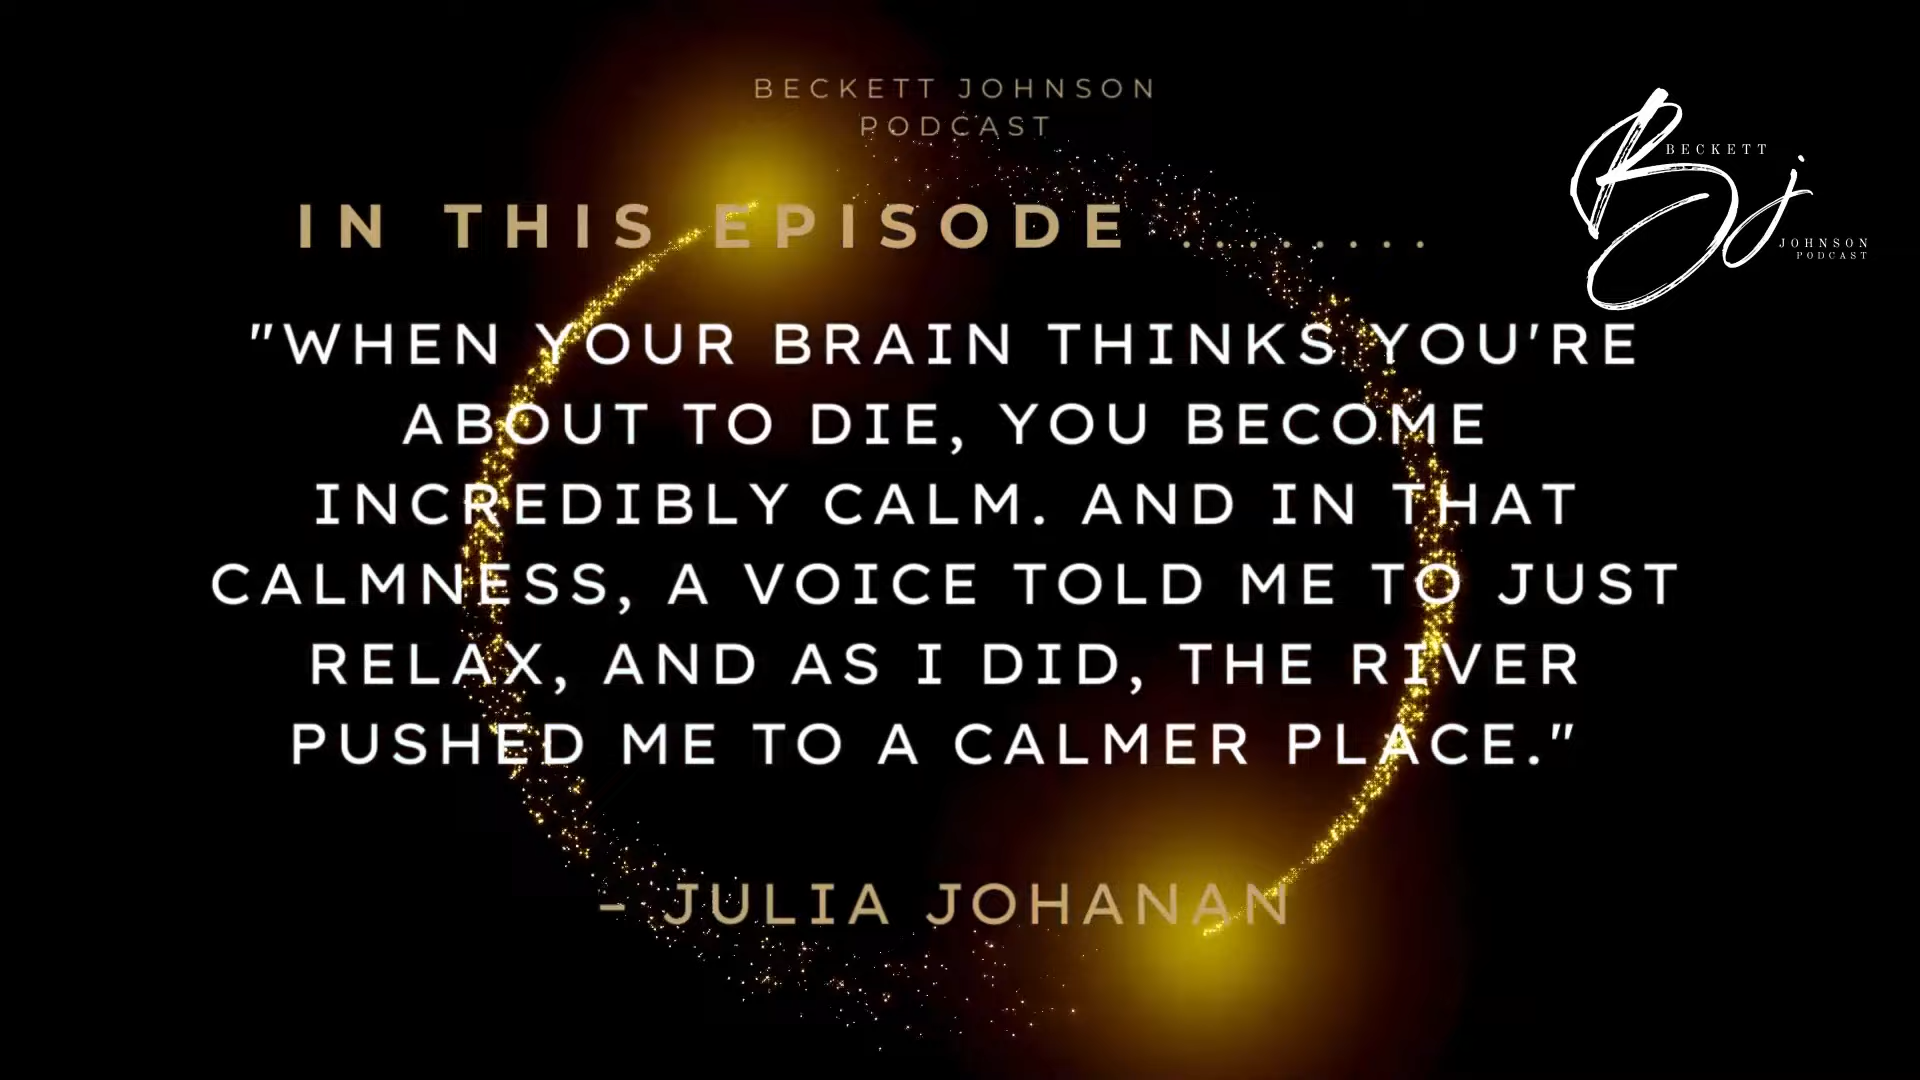 BECKETT JOHNSON
PODCAST
BECKETT
JOHNSON
PODCAST
IN THIS EPISODE ........
"WHEN YOUR BRAIN THINKS YOU'RE
ABOUT TO DIE, YOU BECOME
INCREDIBLY CALM. AND IN THAT
CALMNESS, A VOICE TOLD ME TO JUST
RELAX, AND AS I DID, THE RIVER
PUSHED ME TO A CALMER PLACE."
- JULIA JOHANAN